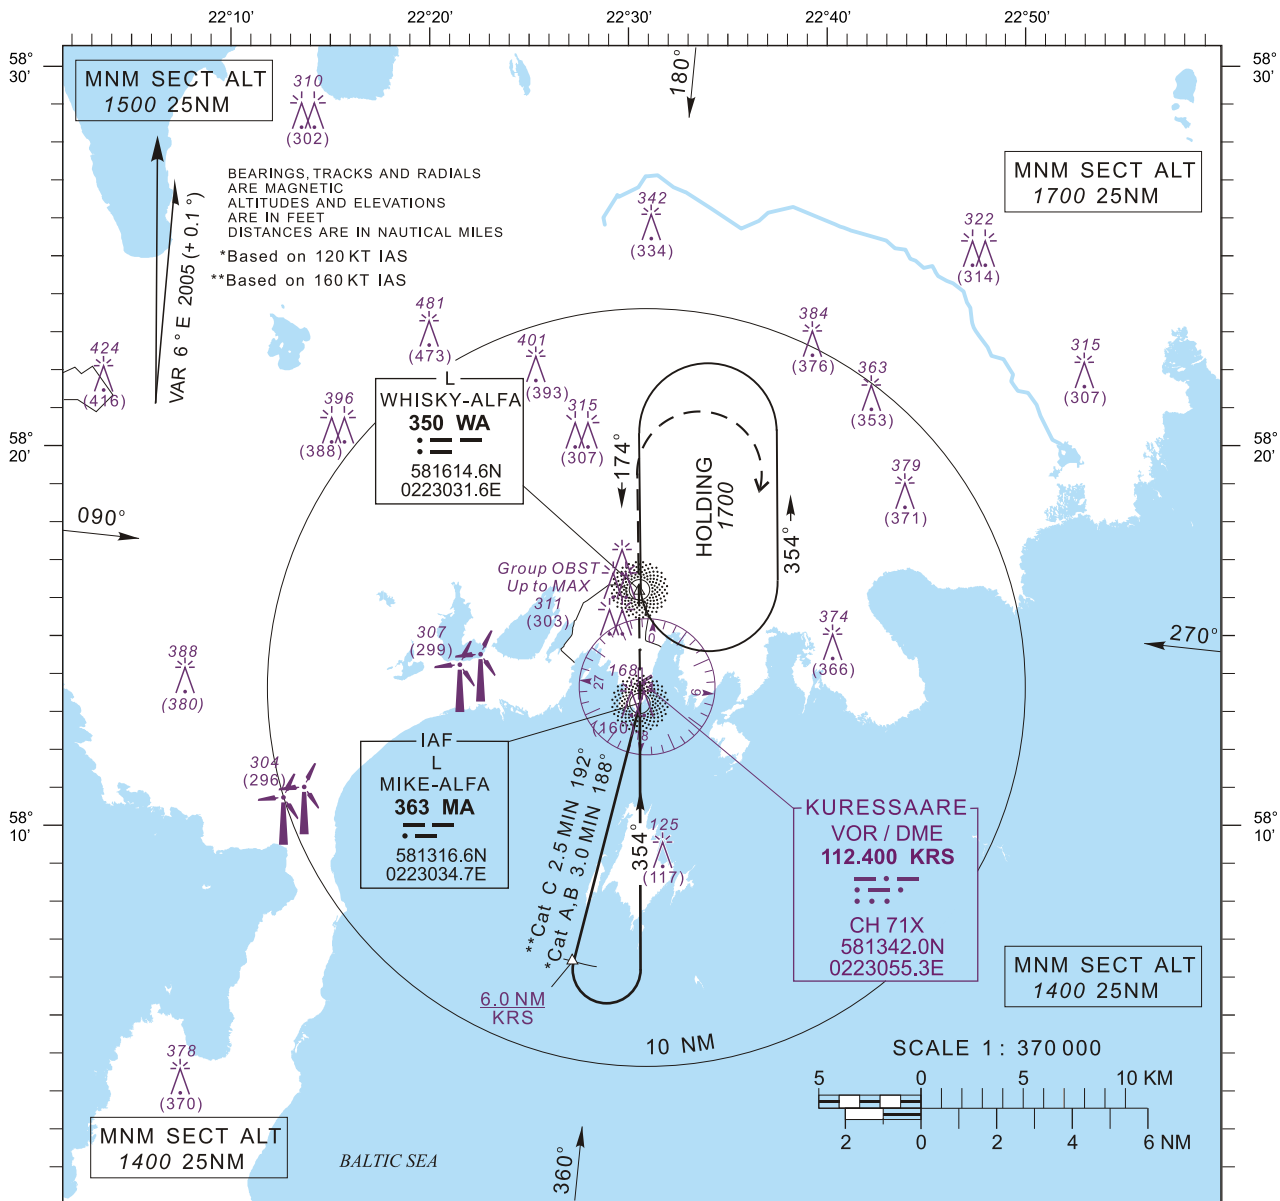 22°10'
22°20'
22°30'
22°40'
22°50'
58°
30'
58°
30'
MNM SECT ALT
1500 25NM
310
(302)
180°
BEARINGS, TRACKS AND RADIALS
ARE MAGNETIC
ALTITUDES AND ELEVATIONS
ARE IN FEET
DISTANCES ARE IN NAUTICAL MILES
*Based on 120 KT IAS
**Based on 160 KT IAS
VAR 6° E 2005 (+ 0.1°)
MNM SECT ALT
1700 25NM
342
(334)
322
(314)
481
(473)
401
(393)
384
(376)
363
(353)
315
(307)
424
(416)
396
(388)
315
(307)
L
WHISKY-ALFA
350 WA
581614.6N
0223031.6E
58°
20'
58°
20'
174°
HOLDING
1700
354°
379
(371)
090°
Group OBST
Up to MAX
311
(303)
307
(299)
374
(366)
270°
388
(380)
0
27
9
18
168
(160)
IAF
L
MIKE-ALFA
363 MA
581316.6N
0223034.7E
304
(296)
**Cat C 2.5 MIN 192°
*Cat A,B 3.0 MIN 188°
354°
125
(117)
KURESSAARE
VOR / DME
112.400 KRS
CH 71X
581342.0N
0223055.3E
58°
10'
58°
10'
6.0 NM
KRS
10 NM
MNM SECT ALT
1400 25NM
378
(370)
MNM SECT ALT
1400 25NM
BALTIC SEA
360°
SCALE 1 : 370 000
5 0 5 10 KM
2 0 2 4 6 NM